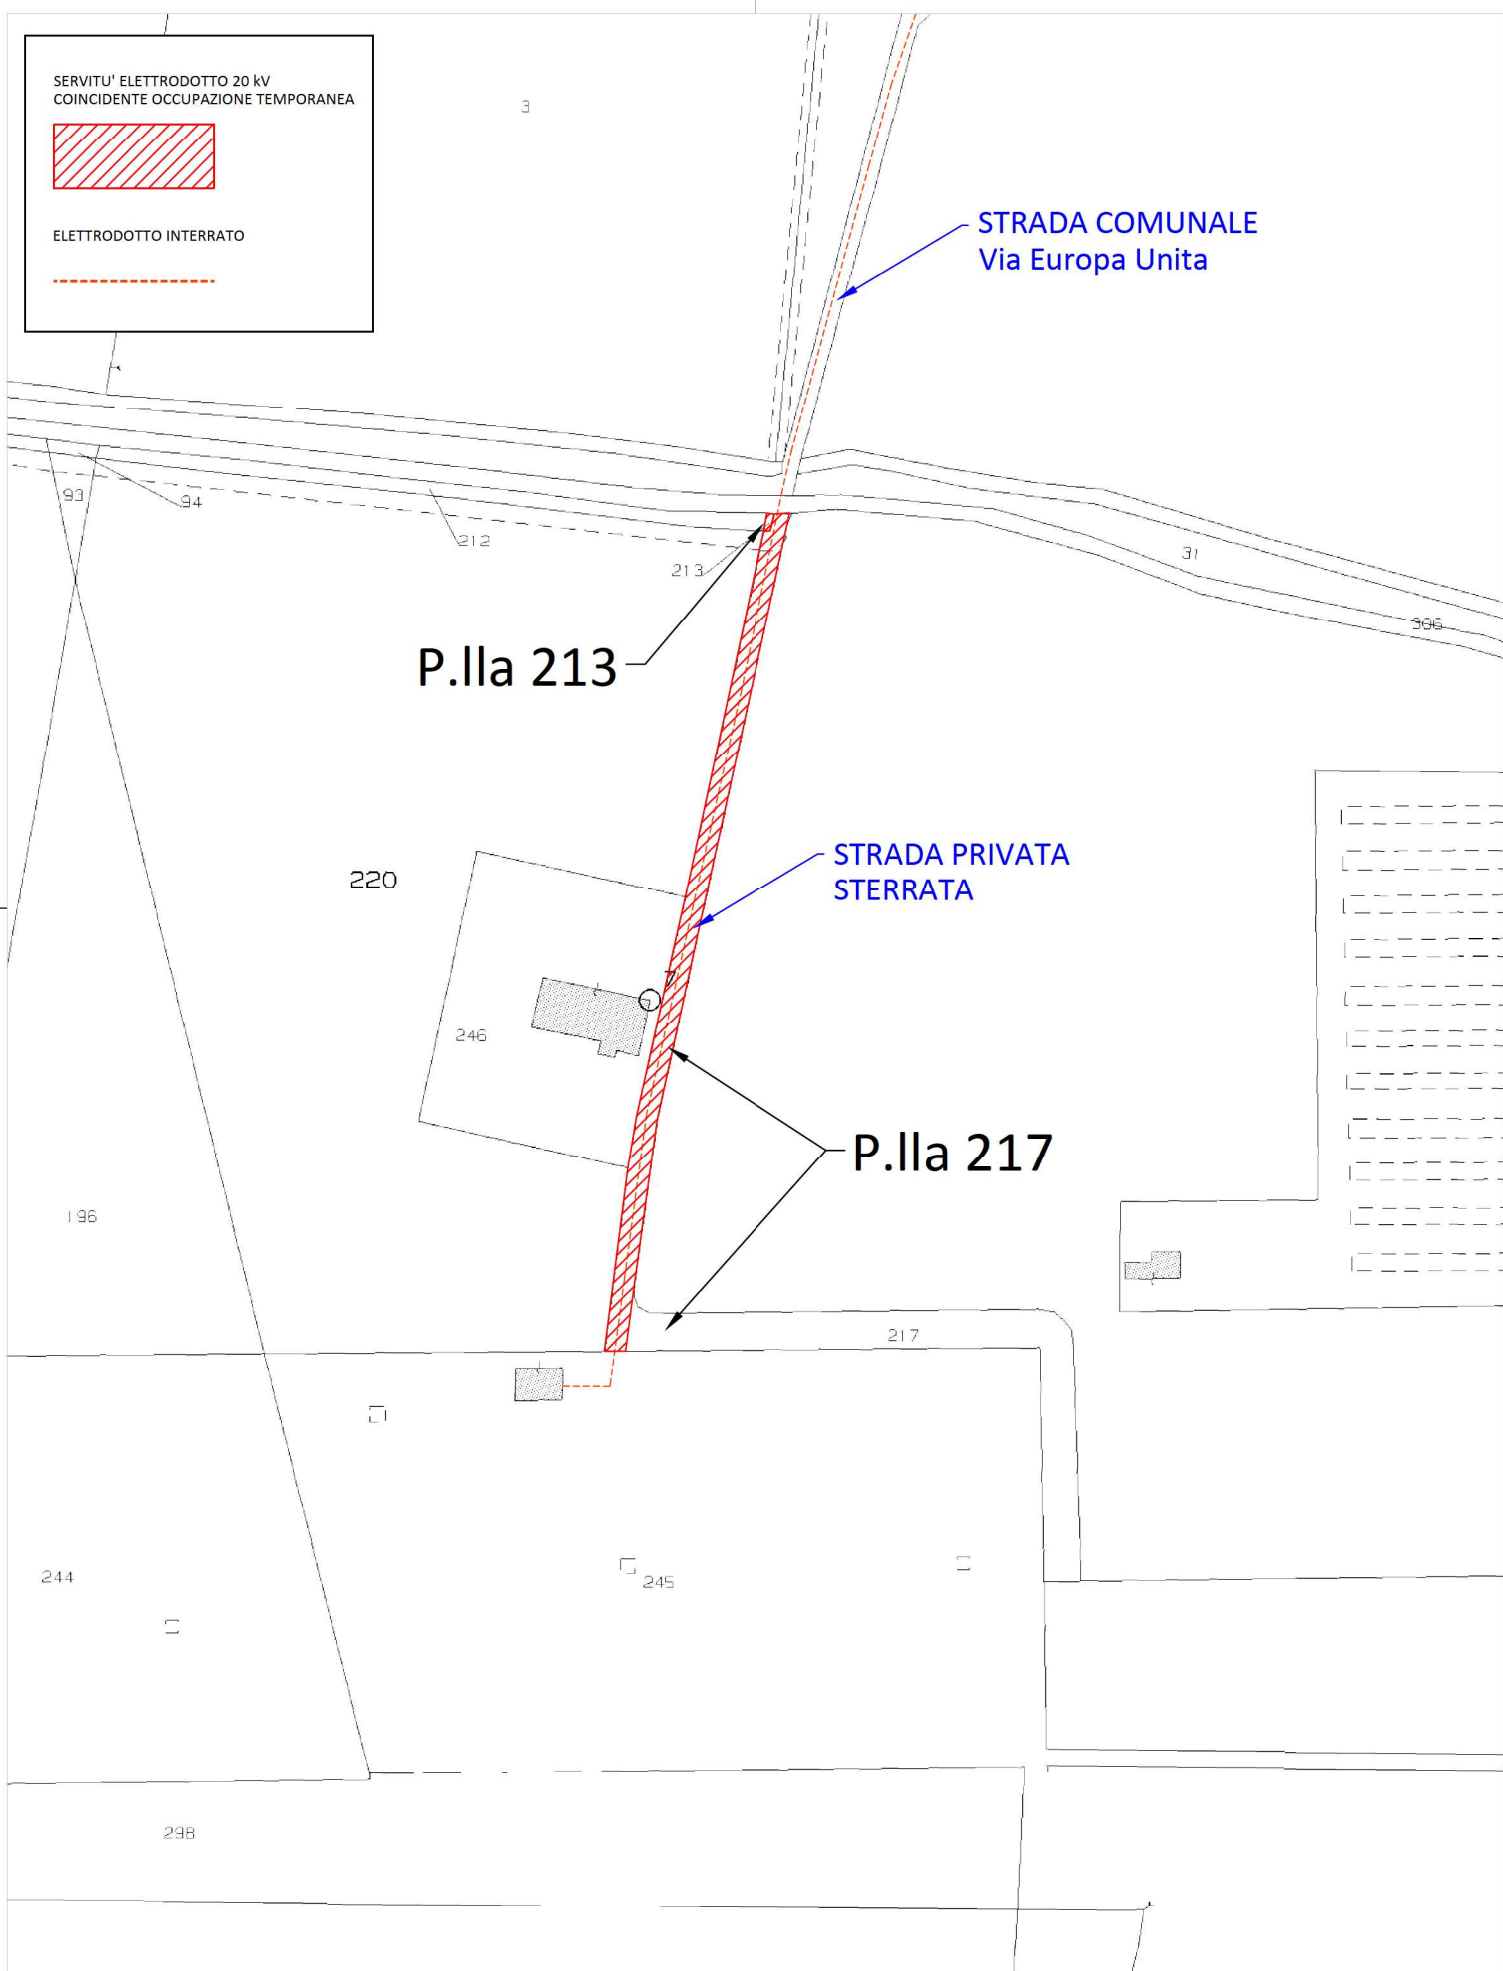 SERVITU' ELETTRODOTTO 20 kV
COINCIDENTE OCCUPAZIONE TEMPORANEA
ELETTRODOTTO INTERRATO
3
STRADA COMUNALE
Via Europa Unita
93
94
212
213
31
306
P.lla 213
STRADA PRIVATA
STERRATA
220
7
246
P.lla 217
196
217
244
245
298